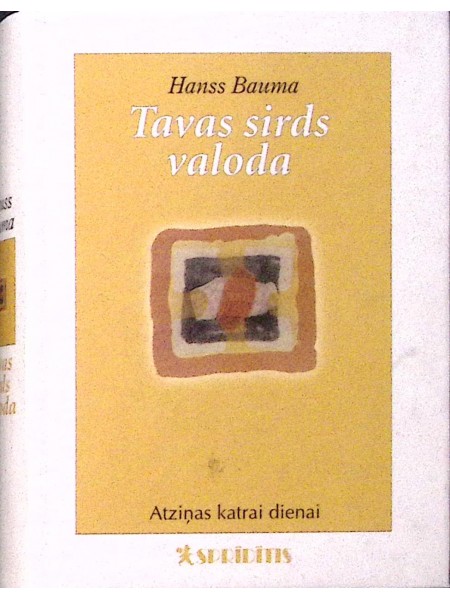 Hanss Bauma
Tavas sirds
valoda
Atziņas katrai dienai
SPRĪDĪTIS